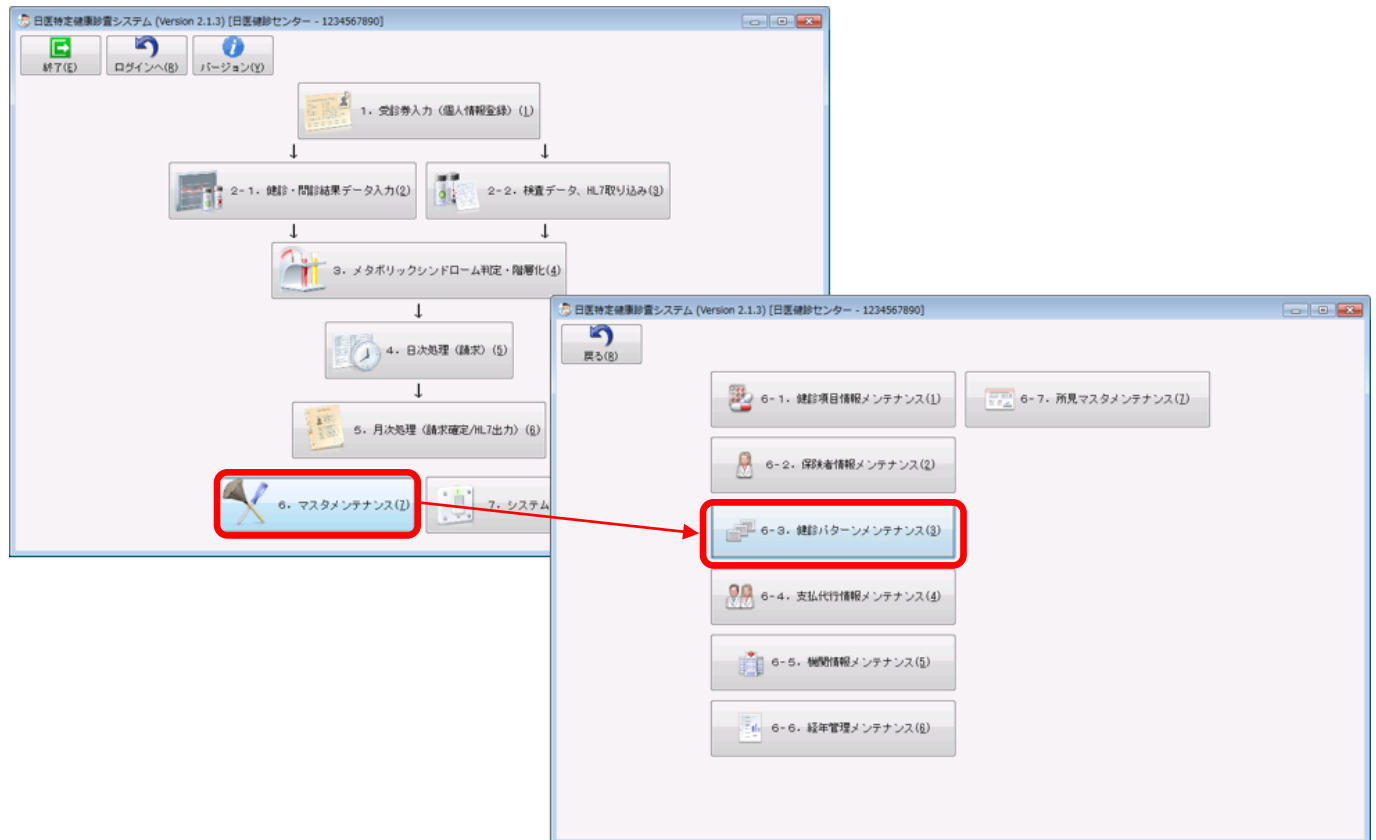 日医特定健康診査システム (Version 2.1.3) [日医健診センター - 1234567890]
終了(E)
ログインへ(R)
バージョン(V)
1．受診券入力（個人情報登録）(1)
↓ ↓
2-1．健診・問診結果データ入力(2)
2-2．検査データ、HL7取り込み(3)
↓ ↓
3．メタボリックシンドローム判定・階層化(4)
↓
4．日次処理（請求）(5)
↓
5．月次処理（請求確定/HL7出力）(6)
6．マスタメンテナンス(7)
7．システム
日医特定健康診査システム (Version 2.1.3) [日医健診センター - 1234567890]
戻る(R)
6-1．健診項目情報メンテナンス(1)
6-7．所見マスタメンテナンス(7)
6-2．保険者情報メンテナンス(2)
6-3．健診パターンメンテナンス(3)
6-4．支払代行情報メンテナンス(4)
6-5．機関情報メンテナンス(5)
6-6．経年管理メンテナンス(6)